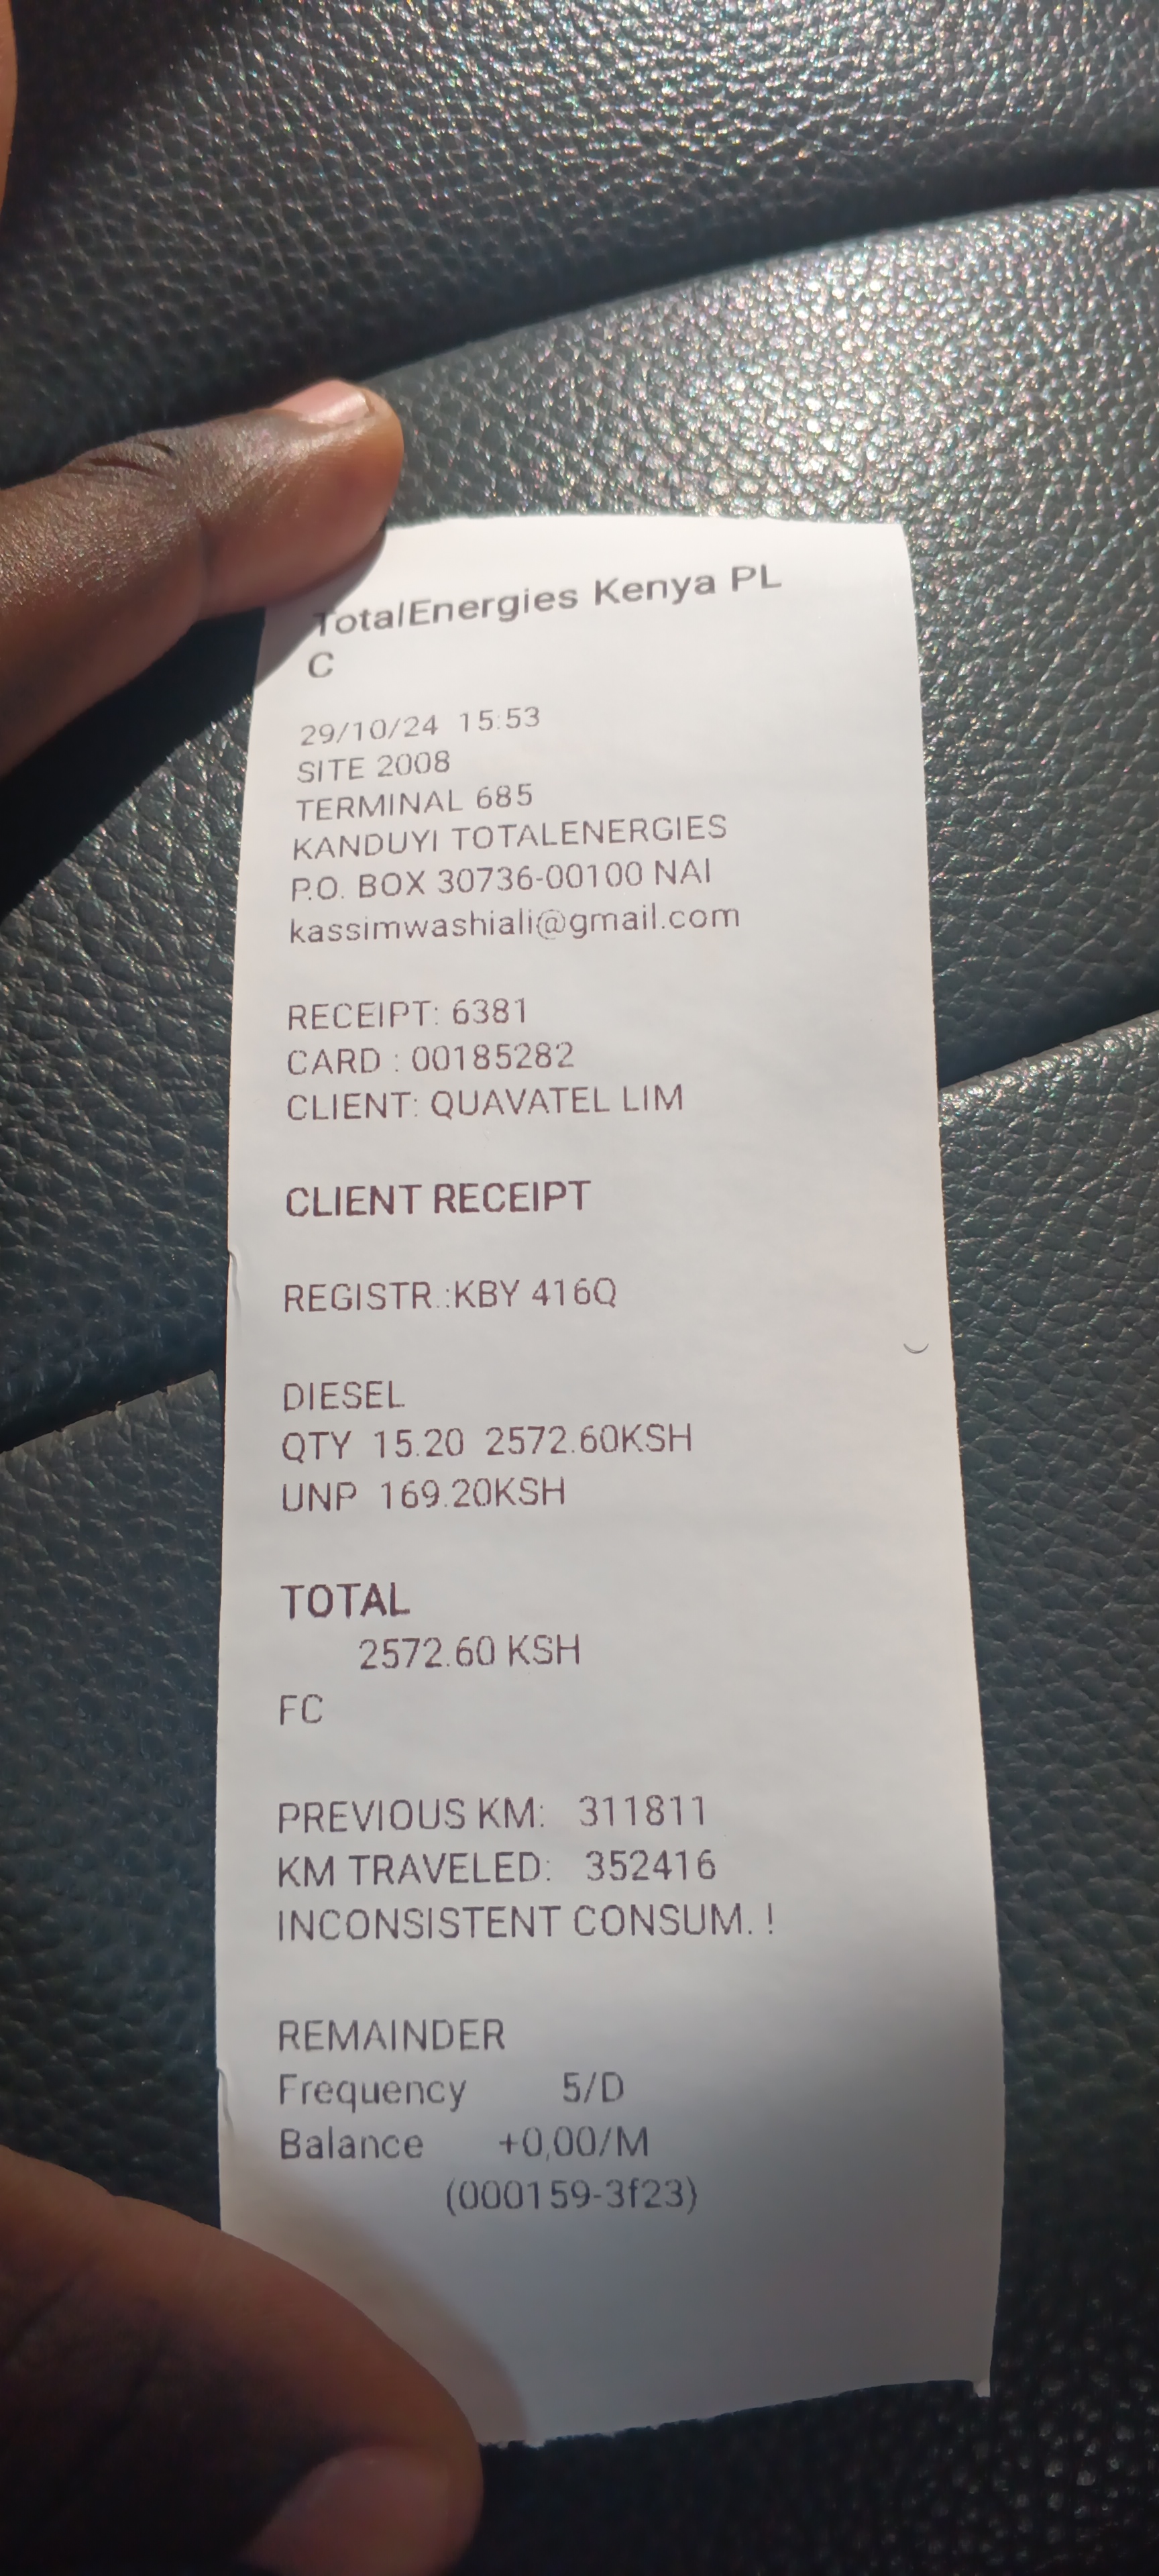 TotalEnergies Kenya PL
C
29/10/24 15:53
SITE 2008
TERMINAL 685
KANDUYI TOTALENERGIES
P.O. BOX 30736-00100 NAI
kassimwashiali@gmail.com
RECEIPT: 6381
CARD : 00185282
CLIENT: QUAVATEL LIM
CLIENT RECEIPT
REGISTR.:KBY 416Q
DIESEL
QTY 15.20 2572.60KSH
UNP 169.20KSH
TOTAL
2572.60 KSH
FC
PREVIOUS KM: 311811
KM TRAVELED: 352416
INCONSISTENT CONSUM. !
REMAINDER
Frequency 5/D
Balance +0,00/M
(000159-3f23)